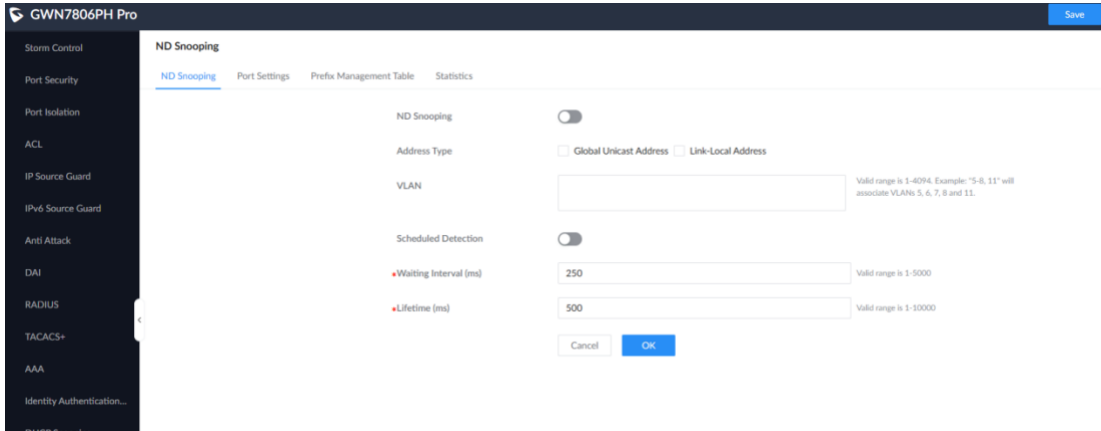 GWN7806PH Pro
Save
Storm Control
Port Security
Port Isolation
ACL
IP Source Guard
IPv6 Source Guard
Anti Attack
DAI
RADIUS
TACACS+
AAA
Identity Authentication...
ND Snooping
ND Snooping Port Settings Prefix Management Table Statistics
ND Snooping
Address Type Global Unicast Address Link-Local Address
VLAN Valid range is 1-4094. Example: "5-8, 11" will
associate VLANs 5, 6, 7, 8 and 11.
Scheduled Detection
*Waiting Interval (ms) 250 Valid range is 1-5000
*Lifetime (ms) 500 Valid range is 1-10000
Cancel OK